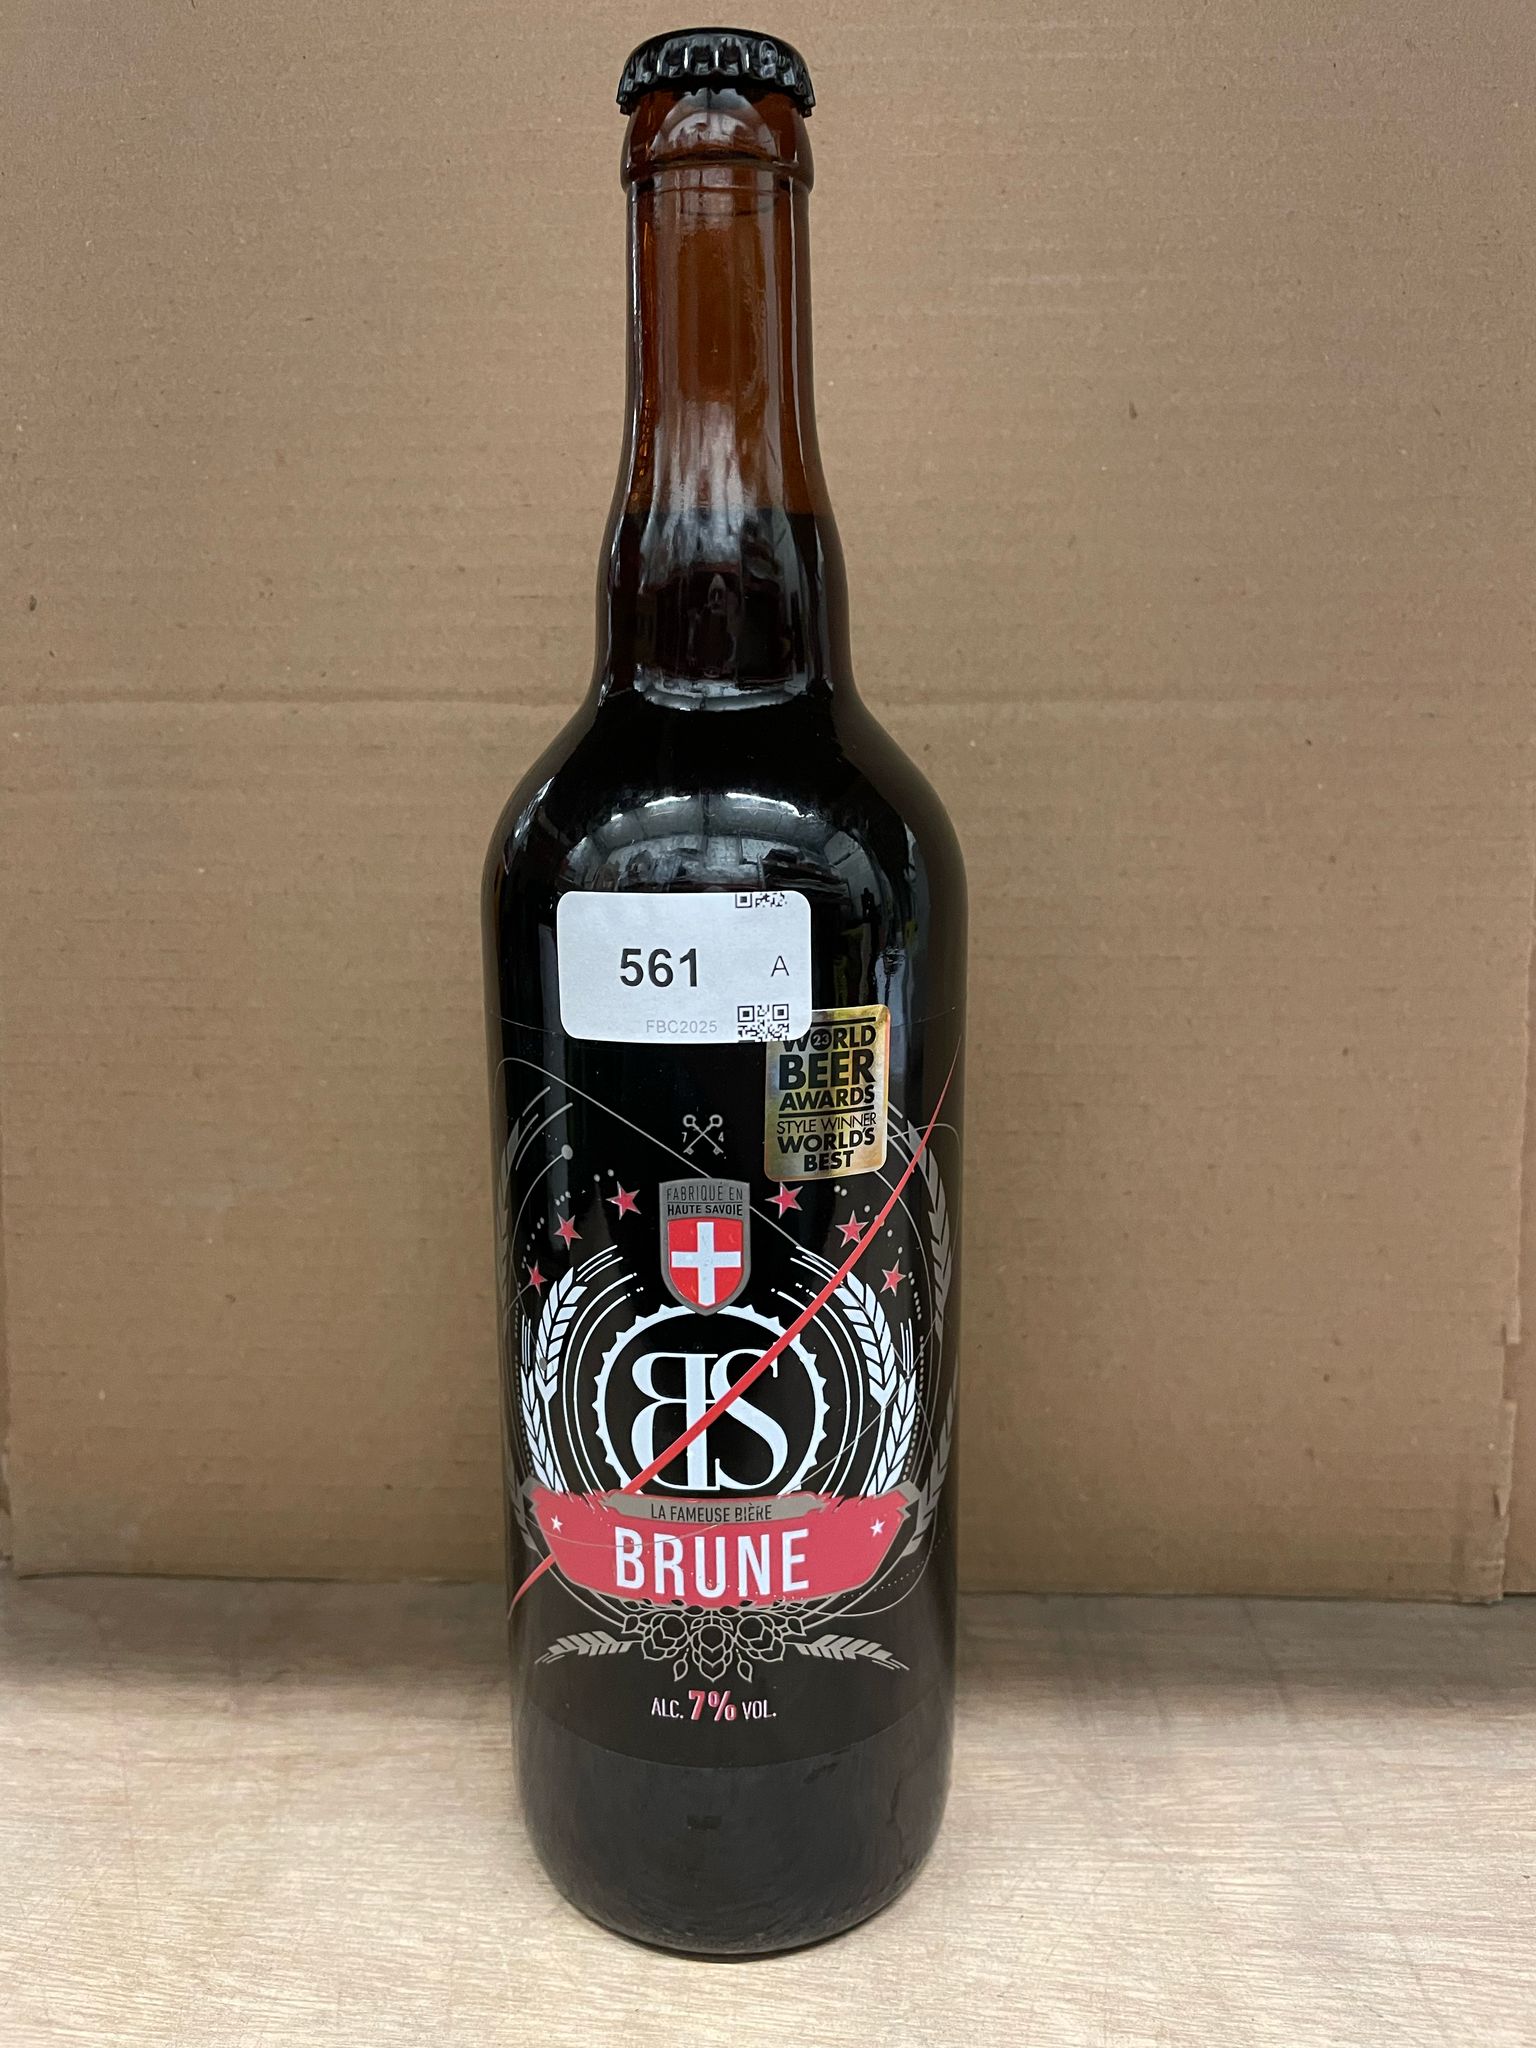 561
A
FBC2025
WORLD
23
BEER
AWARDS
STYLE WINNER
WORLD'S
BEST
7 4
FABRIQUÉ EN
HAUTE SAVOIE
BS
LA FAMEUSE BIÈRE
BRUNE
ALC. 7% VOL.